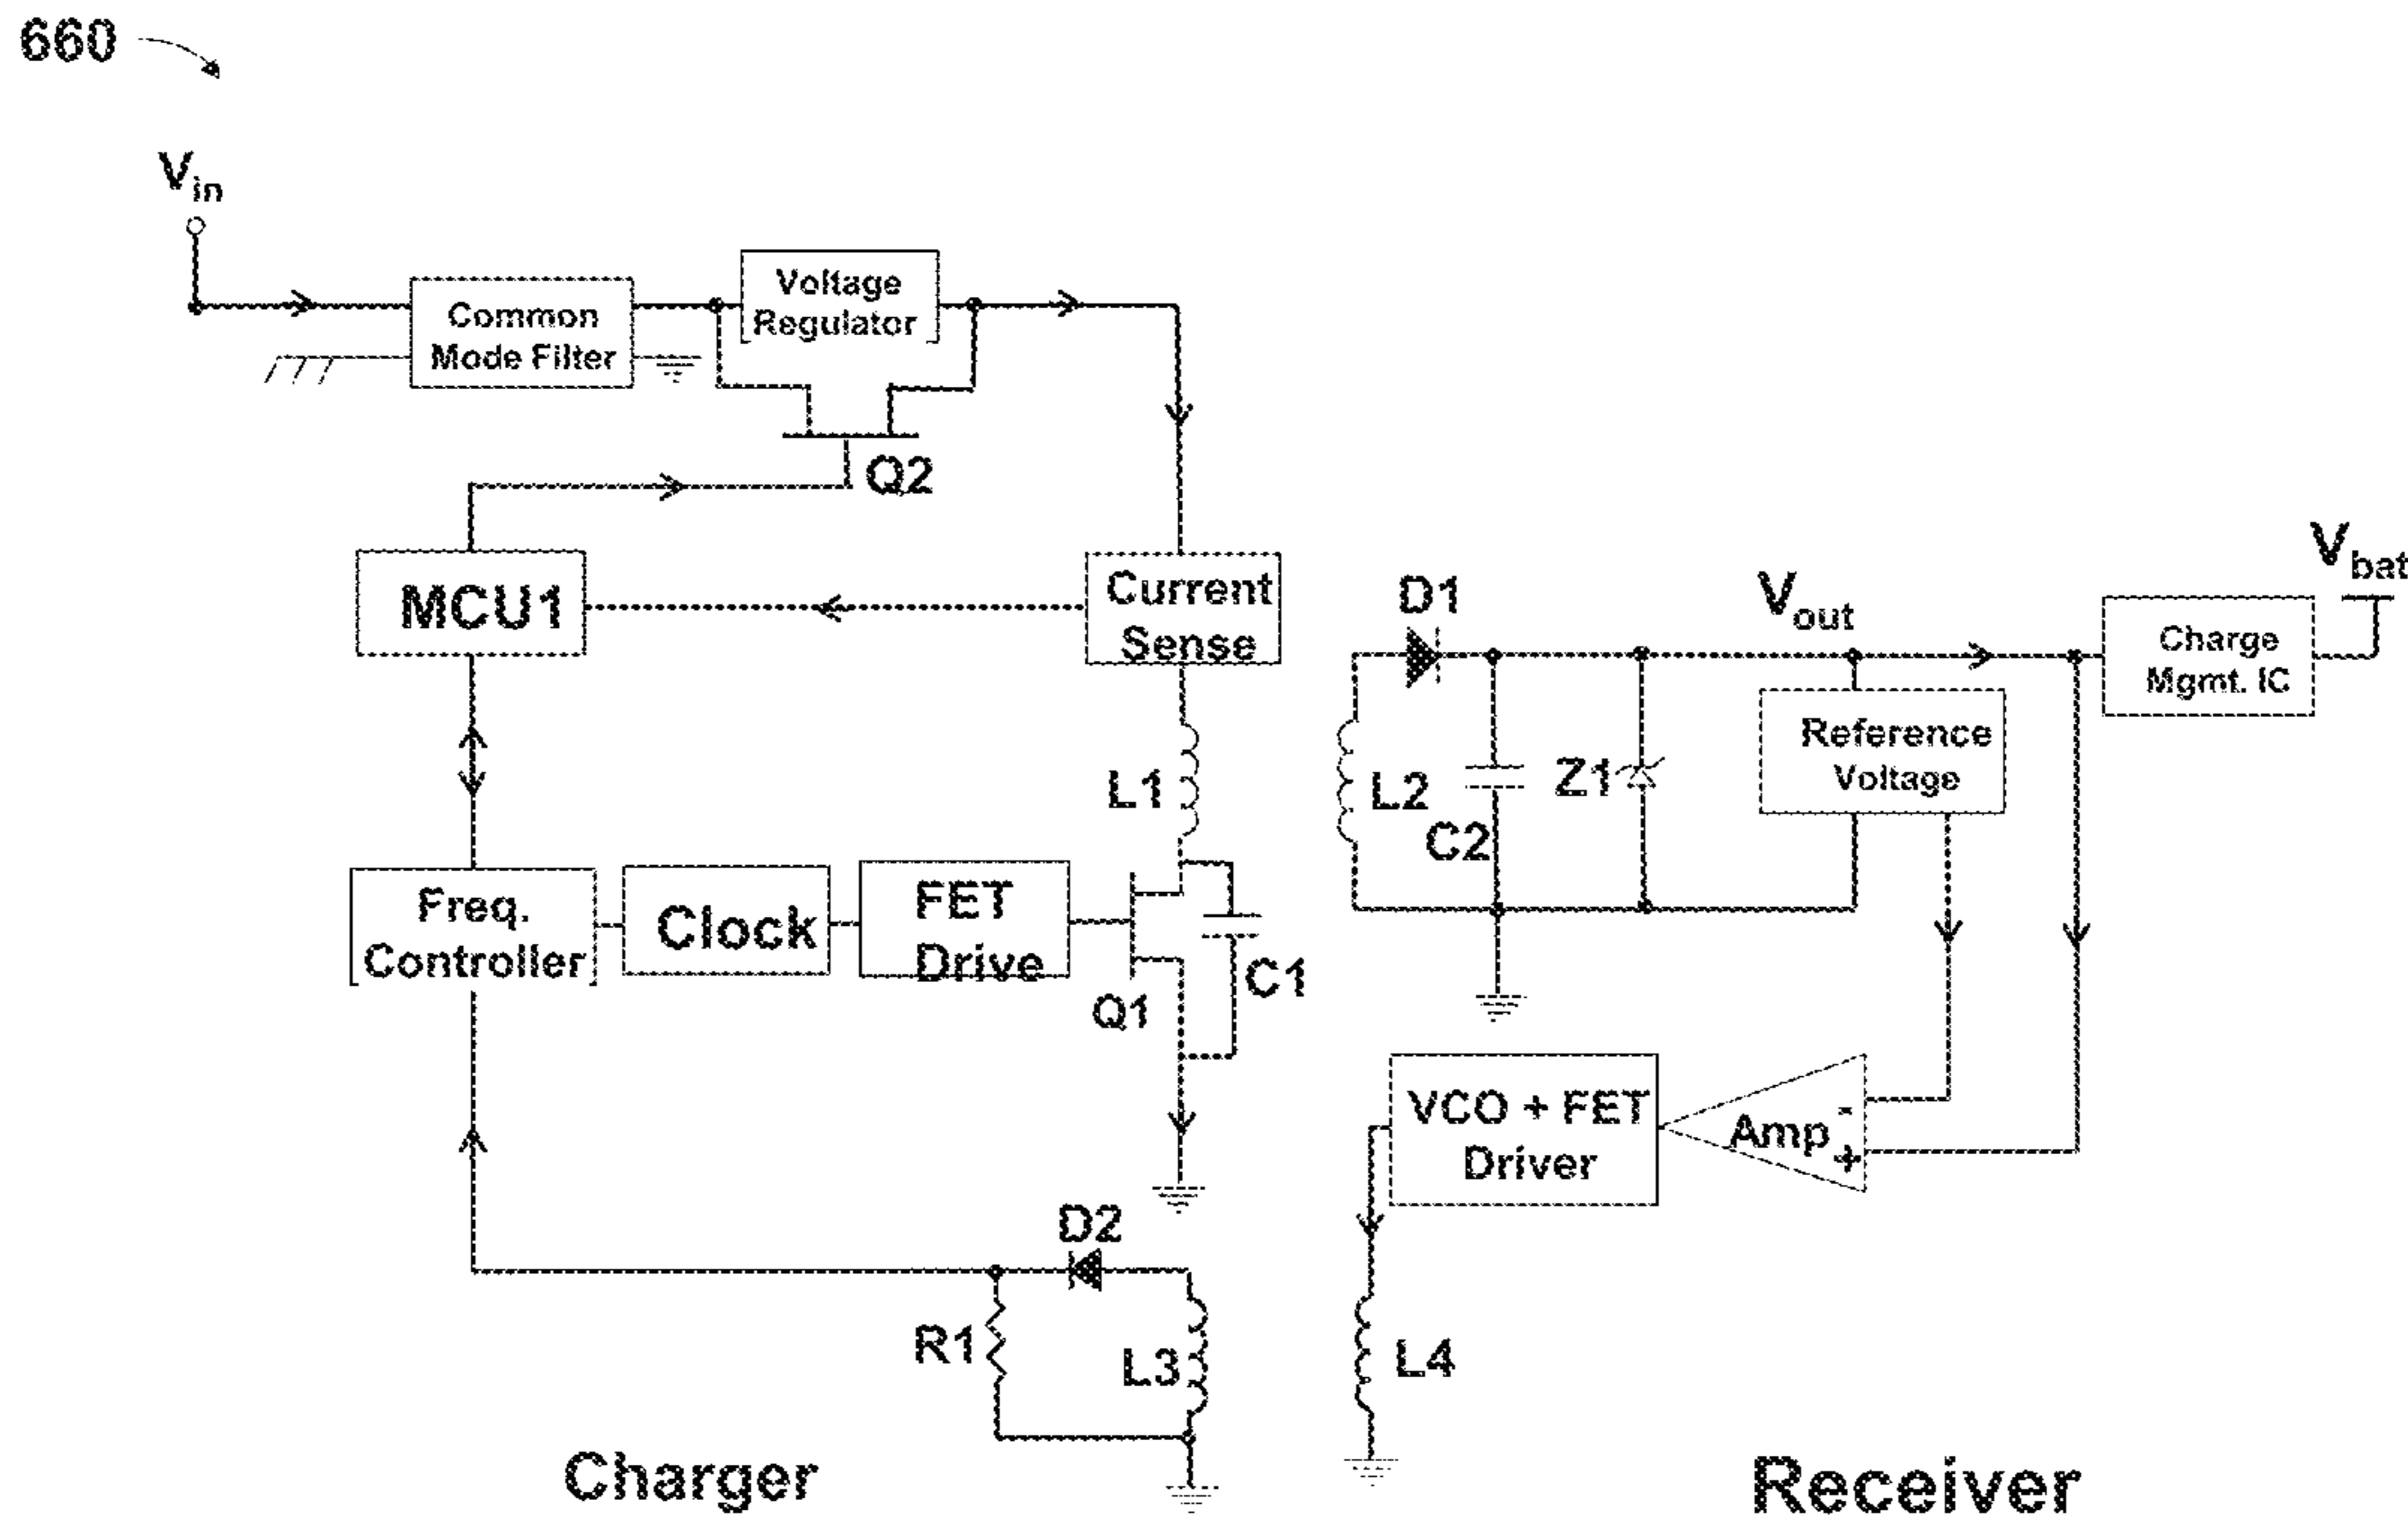 660
Vin
Voltage
Regulator
Common
Mode Filter
Q2
MCU1
Current
Sense
D1
Vout
Vbat
Charge
Mgmt. IC
Reference
Voltage
L1
L2
Z1
C2
Freq.
Controller
Clock
FET
Drive
Q1
C1
VCO + FET
Driver
Amp
-
+
D2
R1
L3
L4
Charger
Receiver